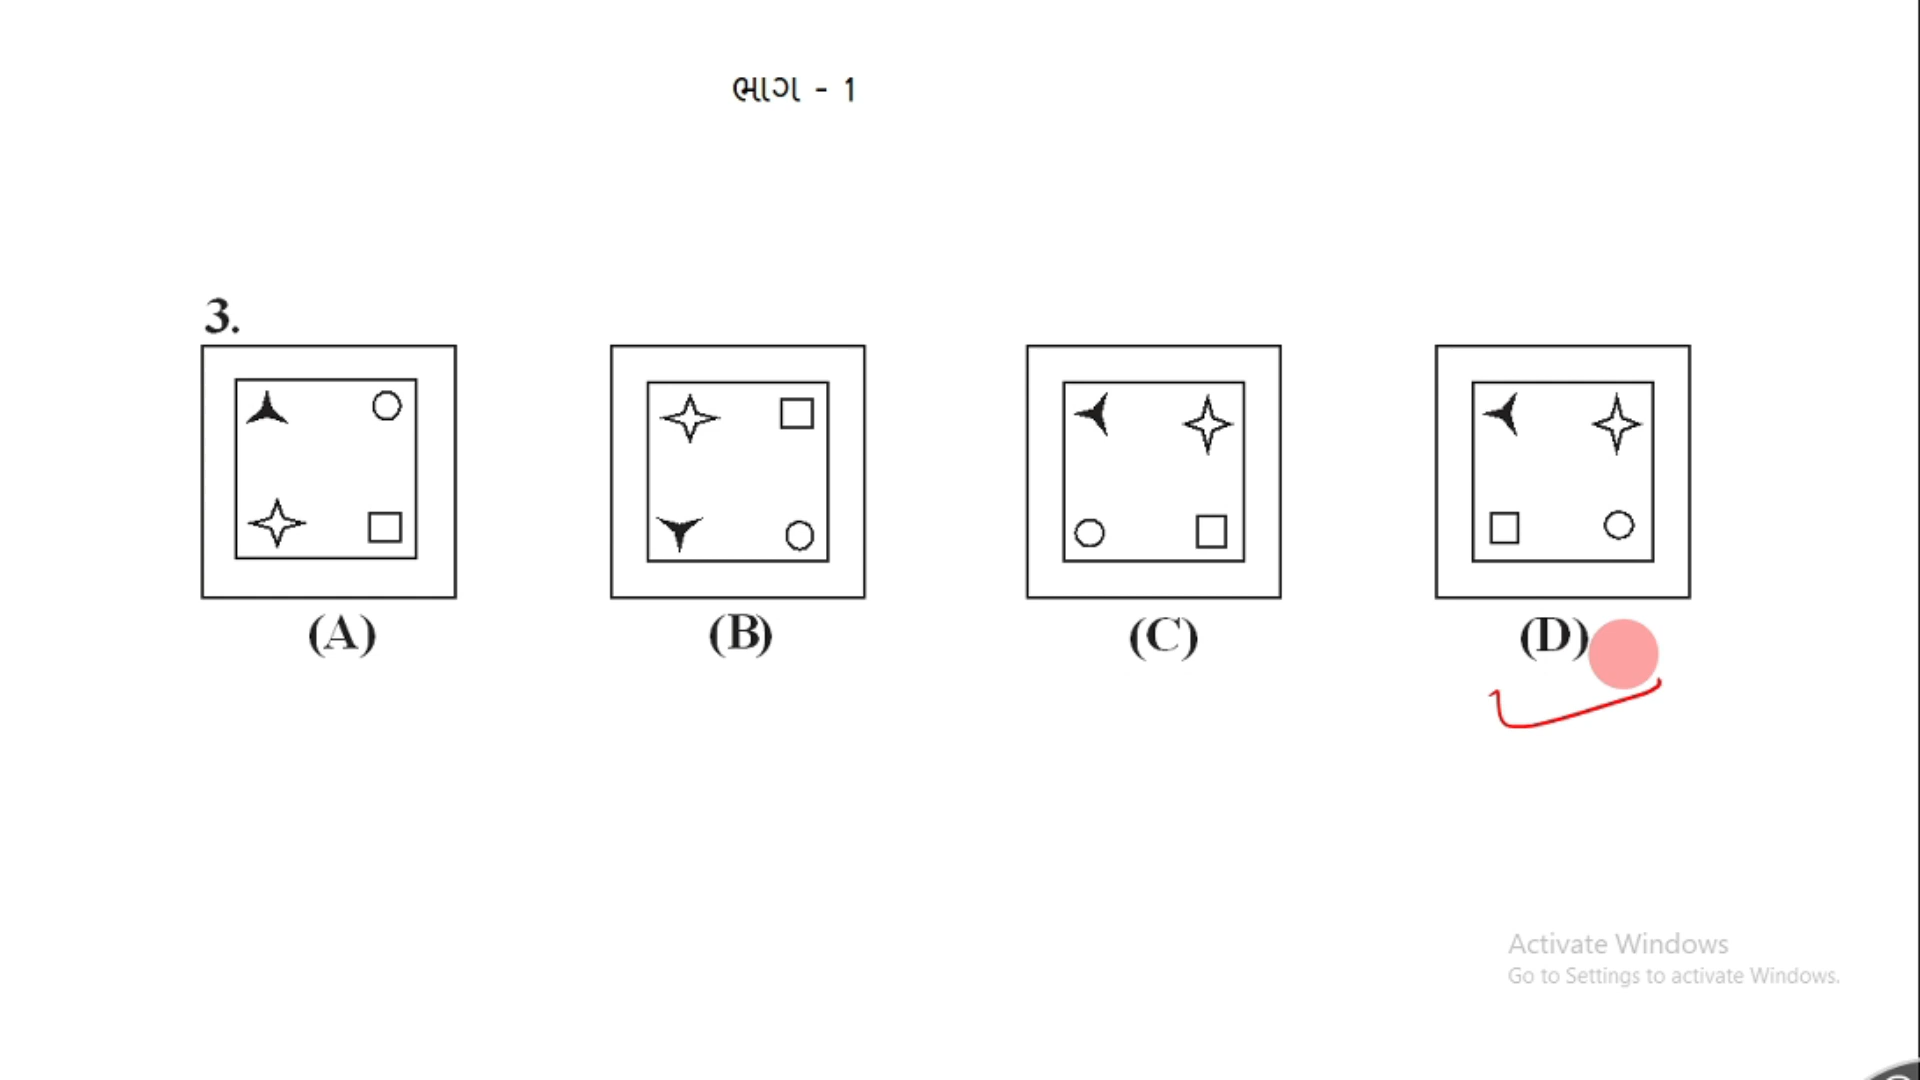 ભાગ - 1
3.
(A) (B) (C) (D)
Activate Windows
Go to Settings to activate Windows.